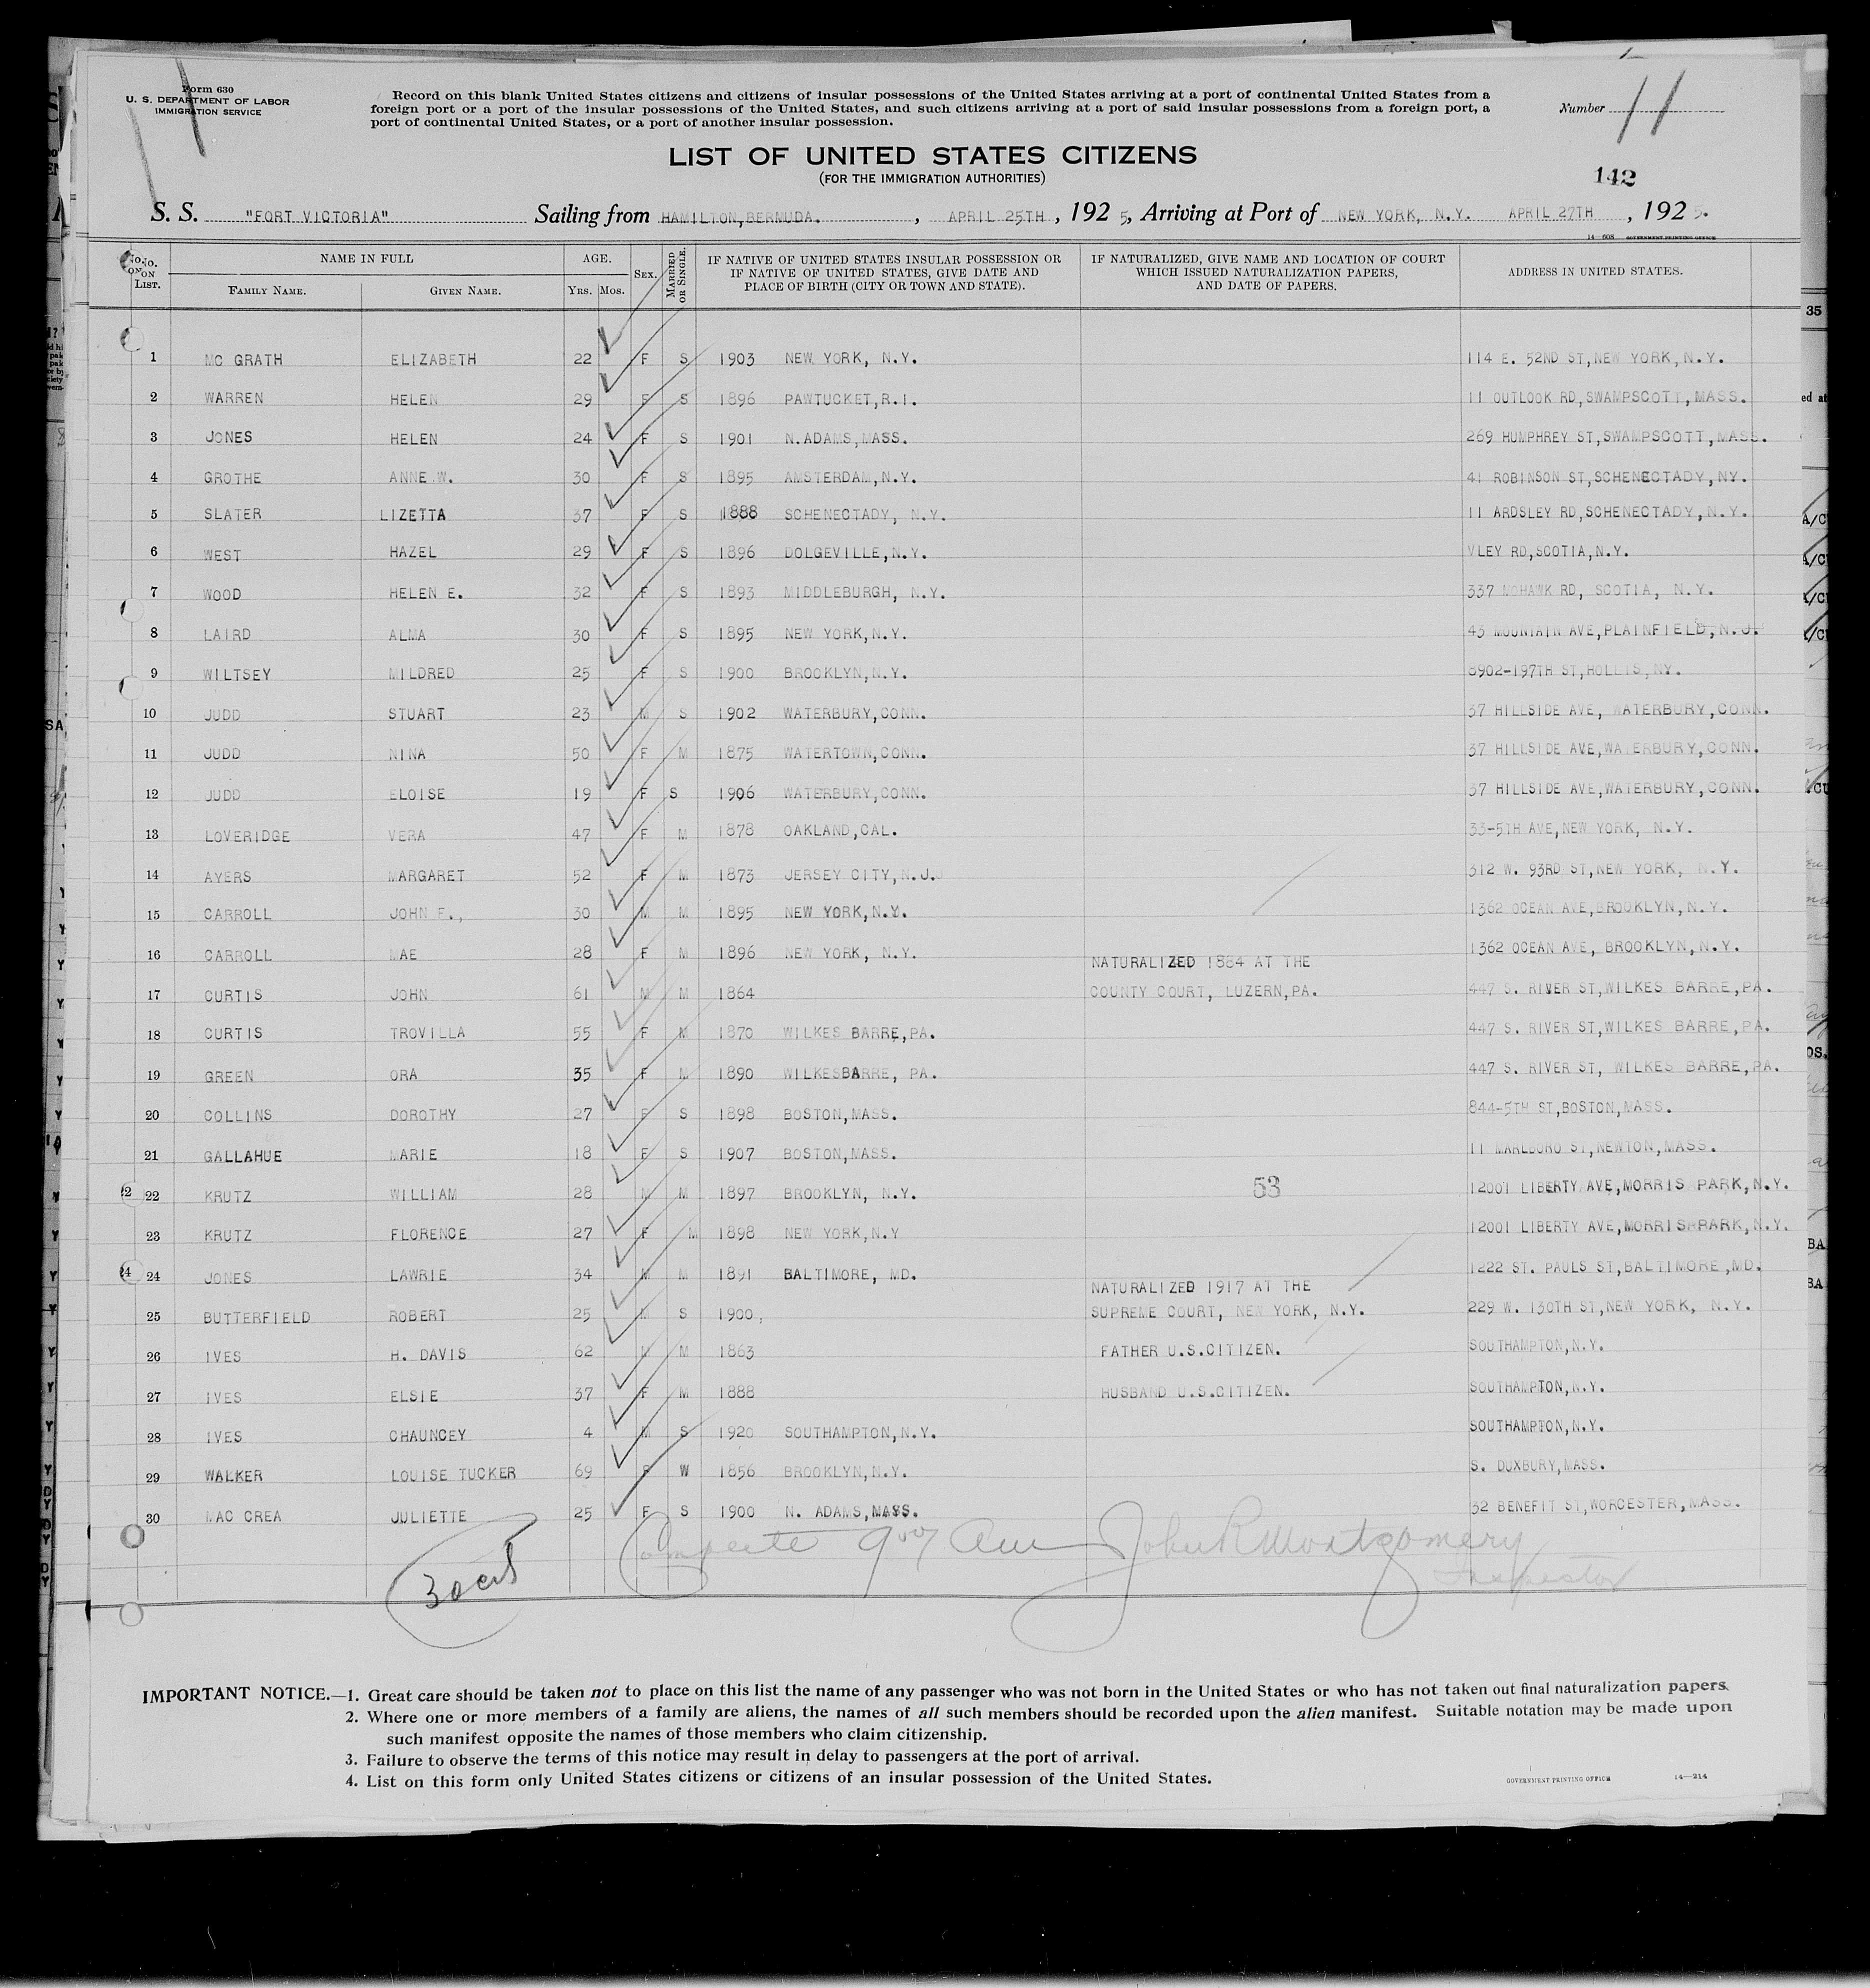 Form 630
U. S. DEPARTMENT OF LABOR
IMMIGRATION SERVICE
Record on this blank United States citizens and citizens of insular possessions of the United States arriving at a port of continental United States from a
foreign port or a port of the insular possessions of the United States, and such citizens arriving at a port of said insular possessions from a foreign port, a
port of continental United States, or a port of another insular possession.
Number 11
LIST OF UNITED STATES CITIZENS
(FOR THE IMMIGRATION AUTHORITIES)
142
S. S. "FORT VICTORIA" Sailing from HAMILTON, BERMUDA. , APRIL 25TH , 192 5, Arriving at Port of NEW YORK, N.Y. APRIL 27TH , 192 5.
14—608 GOVERNMENT PRINTING OFFICE
No. ON LIST. NAME IN FULL FAMILY NAME. GIVEN NAME. AGE. YRS. MOS. SEX. MARRIED OR SINGLE. IF NATIVE OF UNITED STATES INSULAR POSSESSION OR IF NATIVE OF UNITED STATES, GIVE DATE AND PLACE OF BIRTH (CITY OR TOWN AND STATE). IF NATURALIZED, GIVE NAME AND LOCATION OF COURT WHICH ISSUED NATURALIZATION PAPERS, AND DATE OF PAPERS. ADDRESS IN UNITED STATES.
1 MC GRATH ELIZABETH 22 F S 1903 NEW YORK, N.Y. 114 E. 52ND ST,NEW YORK,N.Y.
2 WARREN HELEN 29 F S 1896 PAWTUCKET,R.I. 11 OUTLOOK RD,SWAMPSCOTT,MASS.
3 JONES HELEN 24 F S 1901 N.ADAMS,MASS. 269 HUMPHREY ST,SWAMPSCOTT,MASS.
4 GROTHE ANNE.W. 30 F S 1895 AMSTERDAM,N.Y. 41 ROBINSON ST,SCHENECTADY,NY.
5 SLATER LIZETTA 37 F S 1888 SCHENECTADY, N.Y. 11 ARDSLEY RD,SCHENECTADY,N.Y.
6 WEST HAZEL 29 F S 1896 DOLGEVILLE,N.Y. VLEY RD,SCOTIA,N.Y.
7 WOOD HELEN E. 32 F S 1893 MIDDLEBURGH, N.Y. 337 MOHAWK RD, SCOTIA, N.Y.
8 LAIRD ALMA 30 F S 1895 NEW YORK,N.Y. 43 MOUNTAIN AVE,PLAINFIELD,N.J.
9 WILTSEY MILDRED 25 F S 1900 BROOKLYN,N.Y. 8902-197TH ST,HOLLIS,NY.
10 JUDD STUART 23 M S 1902 WATERBURY,CONN. 37 HILLSIDE AVE, WATERBURY,CONN.
11 JUDD NINA 50 F M 1875 WATERTOWN,CONN. 37 HILLSIDE AVE,WATERBURY,CONN.
12 JUDD ELOISE 19 F S 1906 WATERBURY,CONN. 37 HILLSIDE AVE,WATERBURY,CONN.
13 LOVERIDGE VERA 47 F M 1878 OAKLAND,CAL. 33-5TH AVE,NEW YORK, N.Y.
14 AYERS MARGARET 52 F M 1873 JERSEY CITY,N.J. 312 W. 93RD ST,NEW YORK, N.Y.
15 CARROLL JOHN F., 30 M M 1895 NEW YORK,N.Y. 1362 OCEAN AVE,BROOKLYN,N.Y.
16 CARROLL MAE 28 F M 1896 NEW YORK, N.Y. 1362 OCEAN AVE, BROOKLYN,N.Y.
NATURALIZED 1884 AT THE
17 CURTIS JOHN 61 M M 1864 COUNTY COURT, LUZERN,PA. 447 S. RIVER ST,WILKES BARRE,PA.
18 CURTIS TROVILLA 55 F M 1870 WILKES BARRE,PA. 447 S. RIVER ST,WILKES BARRE,PA.
19 GREEN ORA 35 F M 1890 WILKESBARRE, PA. 447 S. RIVER ST, WILKES BARRE,PA.
20 COLLINS DOROTHY 27 F S 1898 BOSTON,MASS. 844-5TH ST,BOSTON,MASS.
21 GALLAHUE MARIE 18 F S 1907 BOSTON,MASS. 11 MARLBORO ST,NEWTON,MASS.
22 KRUTZ WILLIAM 28 M M 1897 BROOKLYN, N.Y. 53 12001 LIBERTY AVE,MORRIS PARK,N.Y.
23 KRUTZ FLORENCE 27 F M 1898 NEW YORK,N.Y 12001 LIBERTY AVE,MORRIS PARK,N.Y.
24 JONES LAWRIE 34 M M 1891 BALTIMORE, MD. 1222 ST. PAULS ST,BALTIMORE,MD.
NATURALIZED 1917 AT THE
25 BUTTERFIELD ROBERT 25 M S 1900, SUPREME COURT, NEW YORK, N.Y. 229 W. 130TH ST,NEW YORK, N.Y.
26 IVES H. DAVIS 62 M M 1863 FATHER U.S.CITIZEN. SOUTHAMPTON,N.Y.
27 IVES ELSIE 37 F M 1888 HUSBAND U.S.CITIZEN. SOUTHAMPTON,N.Y.
28 IVES CHAUNCEY 4 M S 1920 SOUTHAMPTON,N.Y. SOUTHAMPTON,N.Y.
29 WALKER LOUISE TUCKER 69 F W 1856 BROOKLYN,N.Y. S. DUXBURY,MASS.
30 MAC CREA JULIETTE 25 F S 1900 N. ADAMS,MASS. 32 BENEFIT ST,WORCESTER,MASS.
John R Montgomery
Inspector
IMPORTANT NOTICE.—1. Great care should be taken not to place on this list the name of any passenger who was not born in the United States or who has not taken out final naturalization papers.
2. Where one or more members of a family are aliens, the names of all such members should be recorded upon the alien manifest. Suitable notation may be made upon
such manifest opposite the names of those members who claim citizenship.
3. Failure to observe the terms of this notice may result in delay to passengers at the port of arrival.
4. List on this form only United States citizens or citizens of an insular possession of the United States.
GOVERNMENT PRINTING OFFICE 14—214